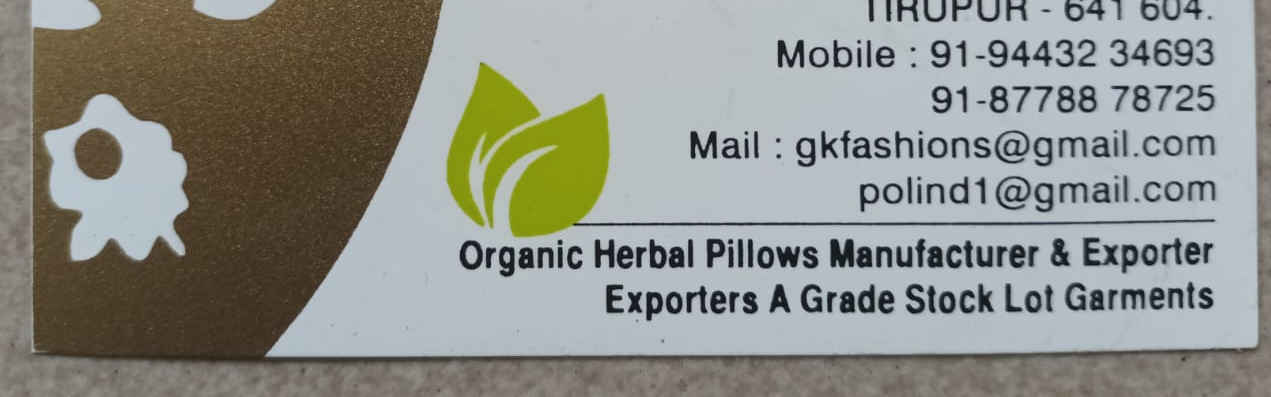 TIRUPUR - 641 604.
Mobile : 91-94432 34693
91-87788 78725
Mail : gkfashions@gmail.com
polind1@gmail.com
Organic Herbal Pillows Manufacturer & Exporter
Exporters A Grade Stock Lot Garments